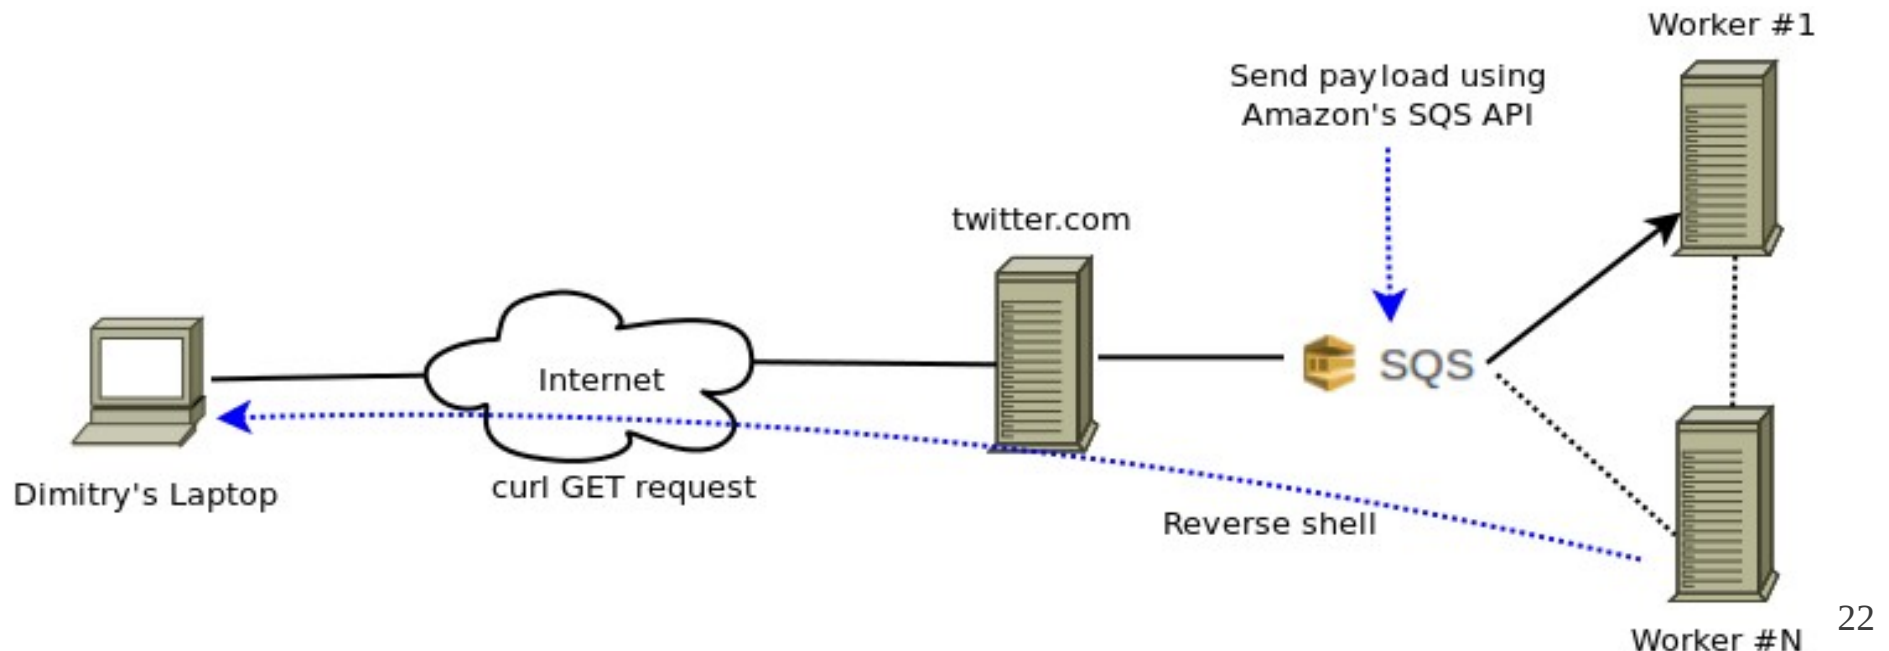 Worker #1
Send payload using
Amazon's SQS API
twitter.com
Internet
SQS
Dimitry's Laptop
curl GET request
Reverse shell
22
Worker #N